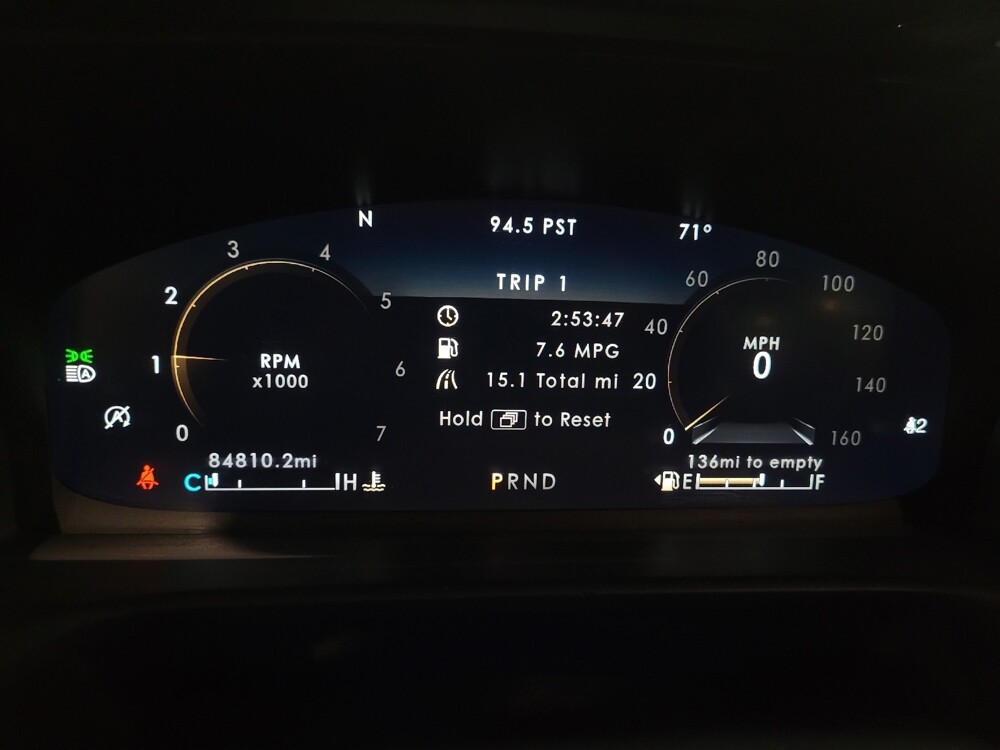 N 94.5 PST 71°
TRIP 1
2:53:47
7.6 MPG
15.1 Total mi
Hold to Reset
0 1 2 3 4 5 6 7
RPM
x1000
0 20 40 60 80 100 120 140 160
MPH
0
A
A
2
84810.2mi
C H
PRND
136mi to empty
E F